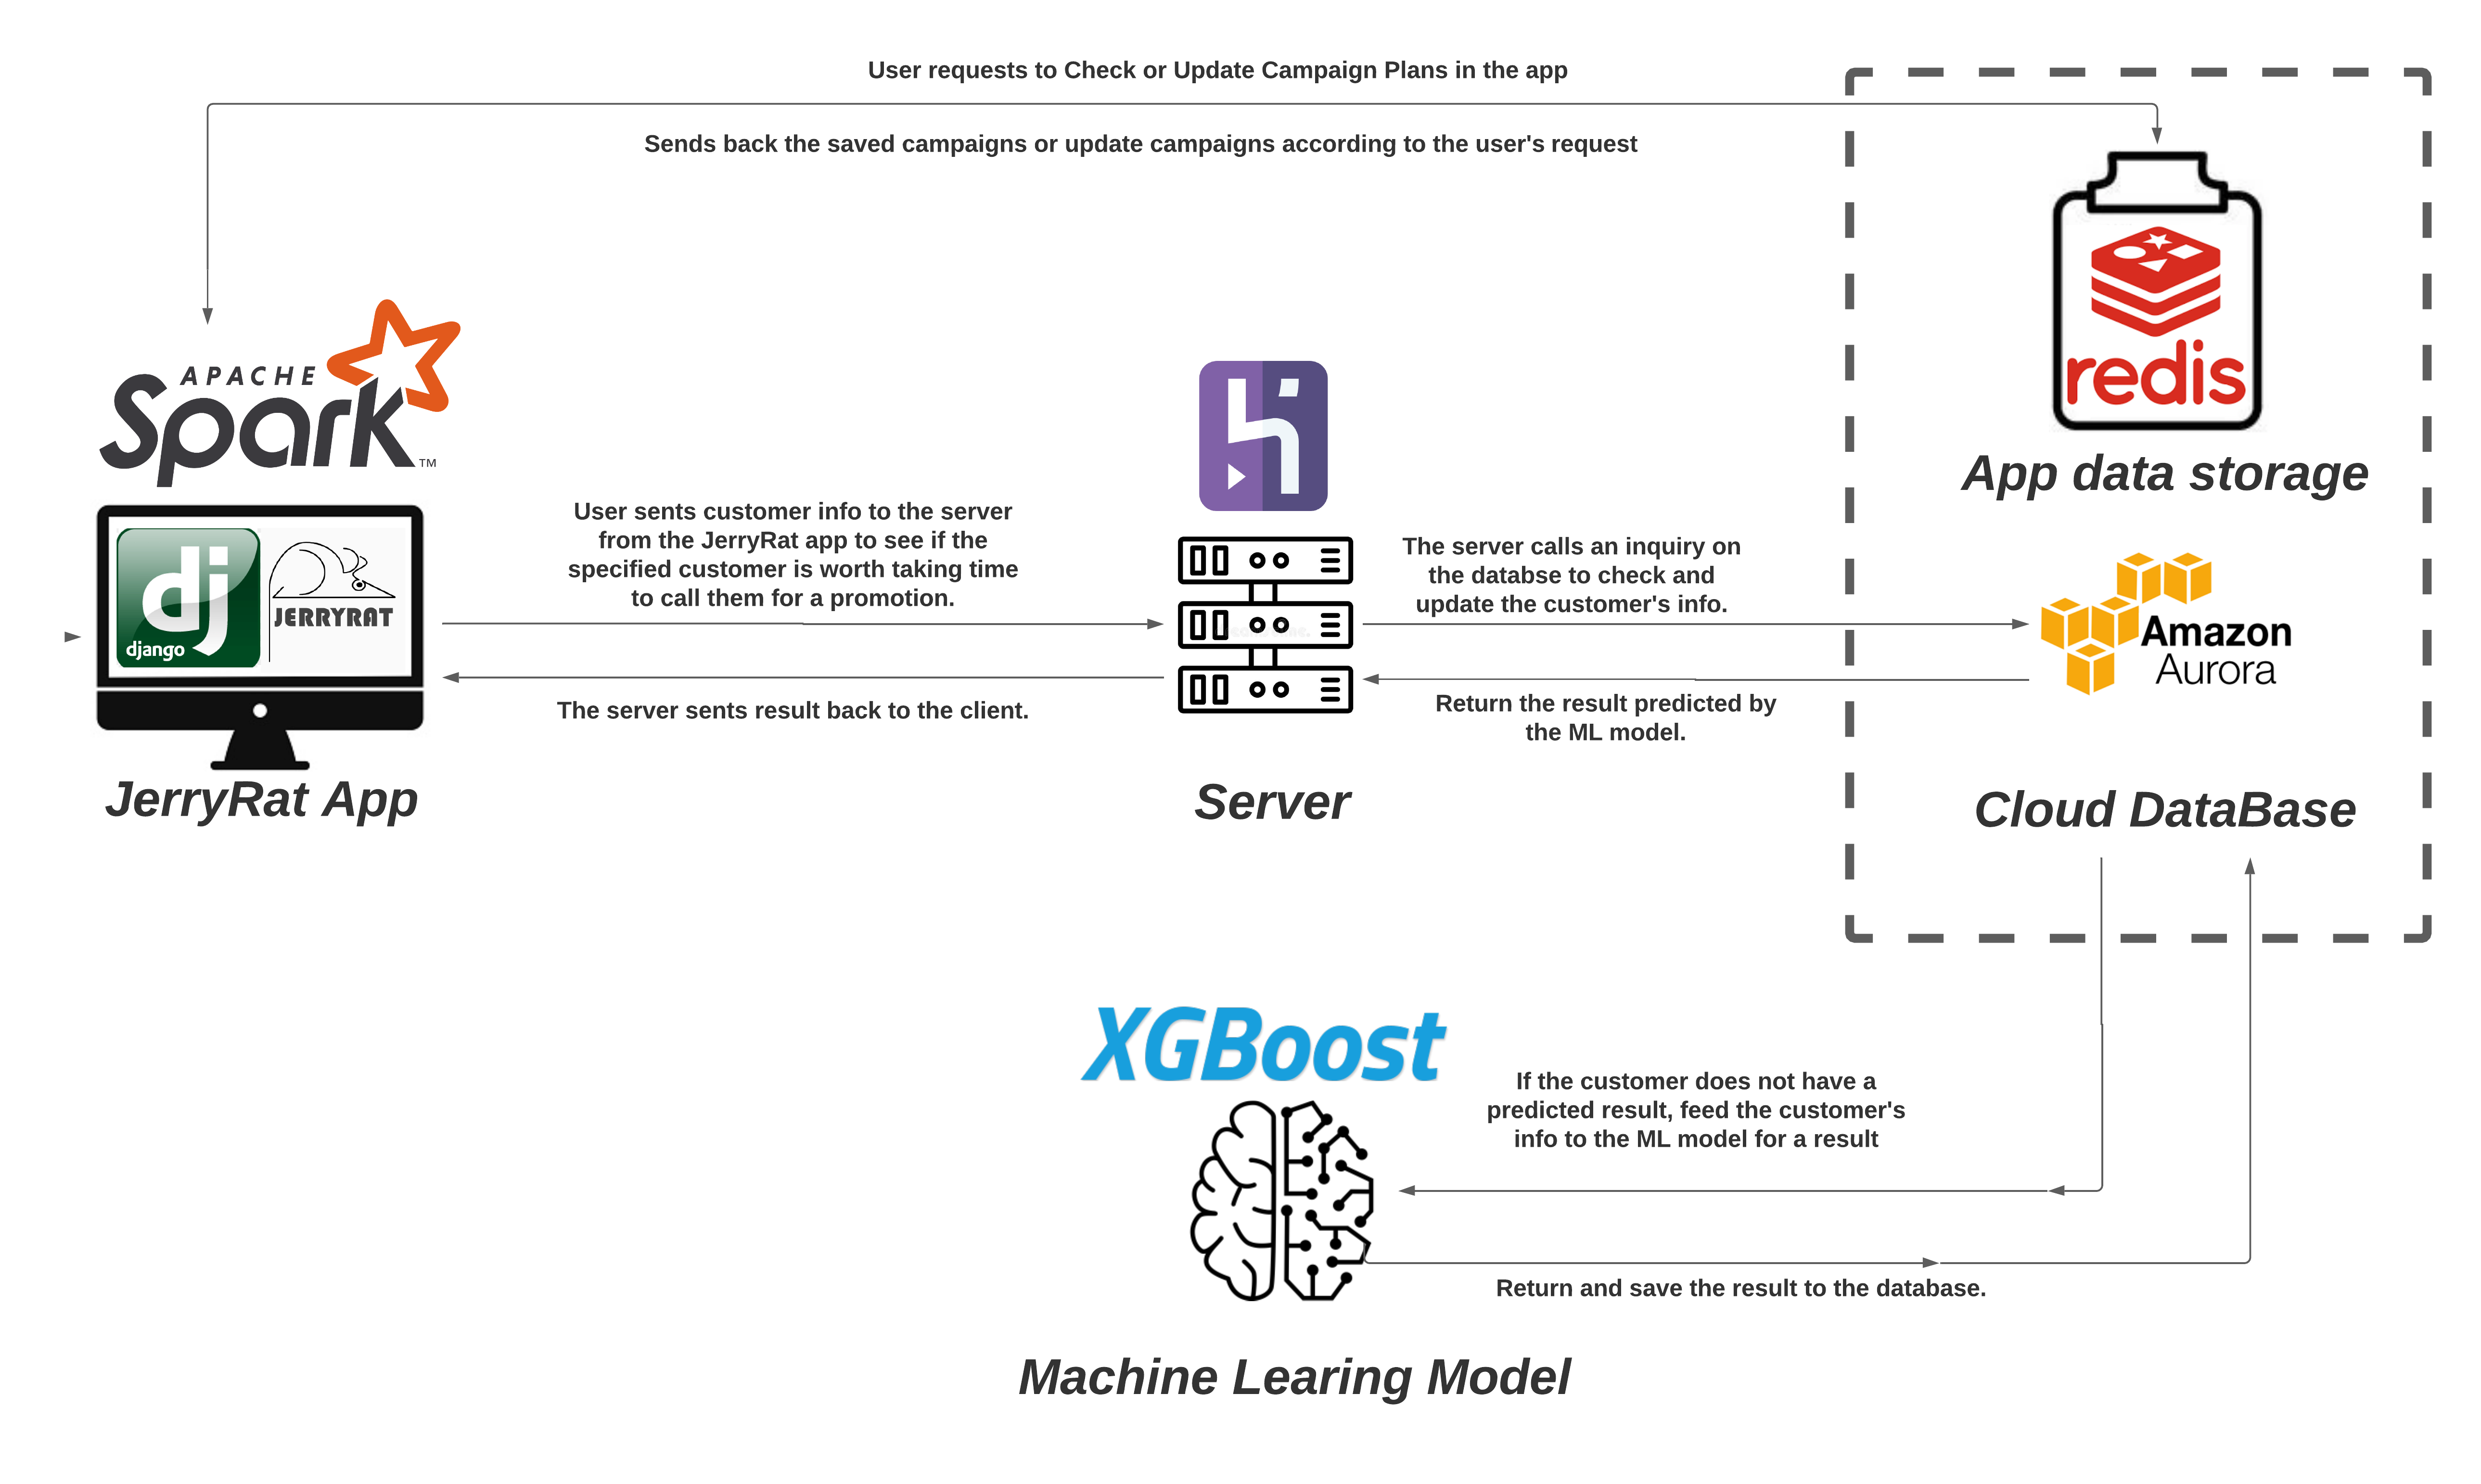 User requests to Check or Update Campaign Plans in the app
Sends back the saved campaigns or update campaigns according to the user's request
redis
App data storage
APACHE
Spark
TM
dj
django
JERRYRAT
JerryRat App
User sents customer info to the server
from the JerryRat app to see if the
specified customer is worth taking time
to call them for a promotion.
The server sents result back to the client.
Server
The server calls an inquiry on
the databse to check and
update the customer's info.
Return the result predicted by
the ML model.
Amazon
Aurora
Cloud DataBase
XGBoost
If the customer does not have a
predicted result, feed the customer's
info to the ML model for a result
Return and save the result to the database.
Machine Learing Model